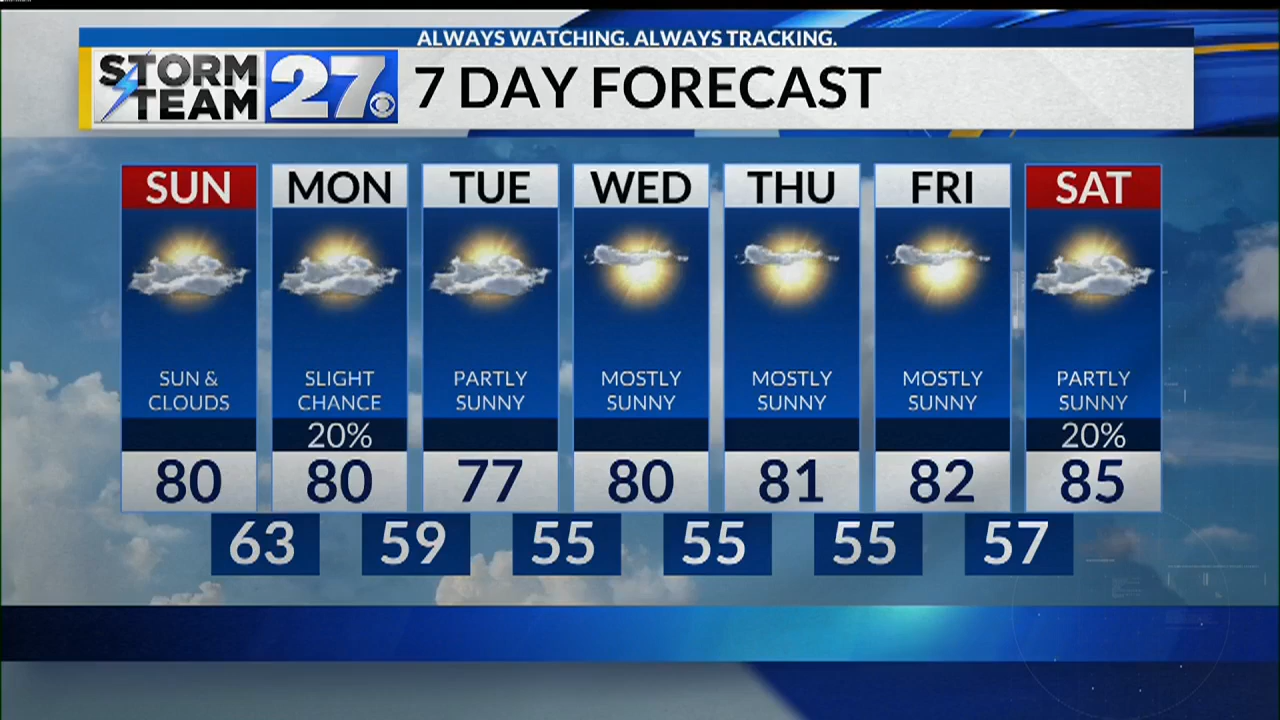 ALWAYS WATCHING. ALWAYS TRACKING.
STORM TEAM 27 7 DAY FORECAST
SUN MON TUE WED THU FRI SAT
SUN & SLIGHT PARTLY MOSTLY MOSTLY MOSTLY PARTLY
CLOUDS CHANCE SUNNY SUNNY SUNNY SUNNY SUNNY
20% 20%
80 80 77 80 81 82 85
63 59 55 55 55 57